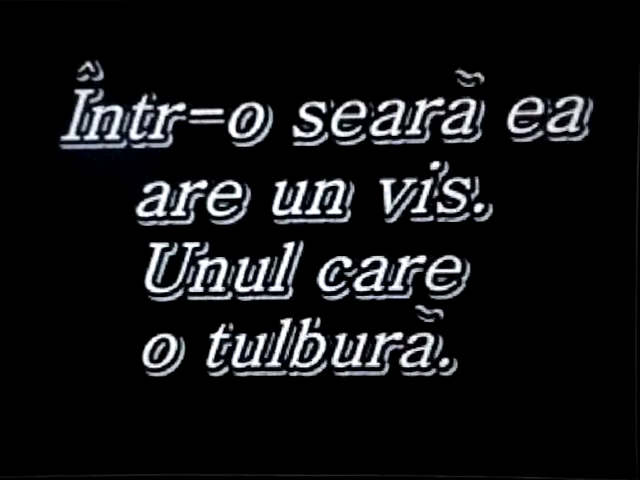 Într=o seară ea
are un vis.
Unul care
o tulbură.